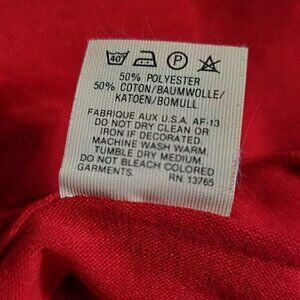 40° P
50% POLYESTER
50% COTON/BAUMWOLLE/
KATOEN/BOMULL
FABRIQUE AUX U.S.A. AF-13
DO NOT DRY CLEAN OR
IRON IF DECORATED.
MACHINE WASH WARM.
TUMBLE DRY MEDIUM.
DO NOT BLEACH COLORED
GARMENTS. RN 13765